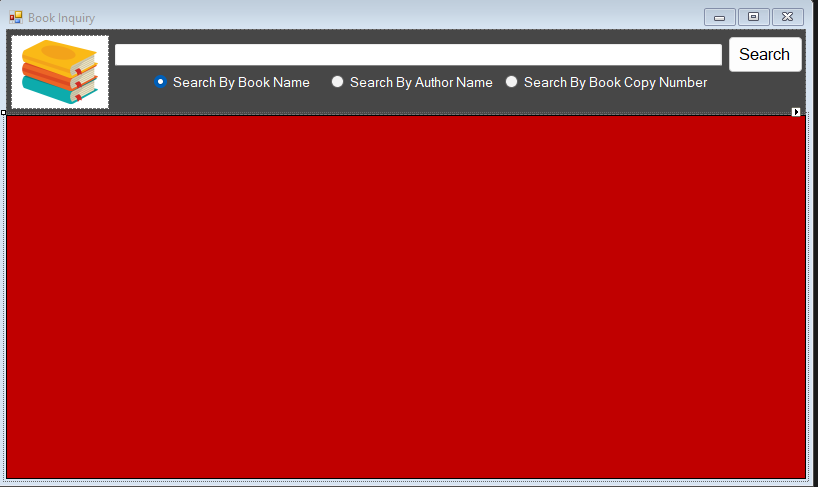 Book Inquiry
Search
Search By Book Name
Search By Author Name
Search By Book Copy Number